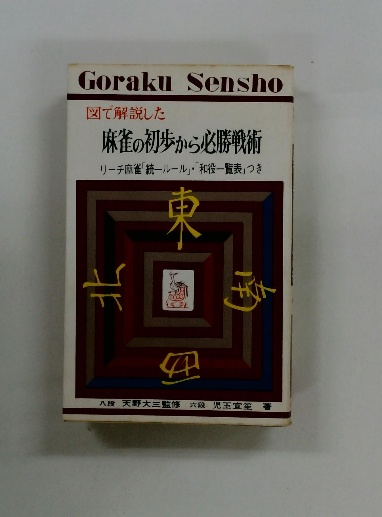 Goraku Sensho
図で解説した
麻雀の初歩から必勝戦術
リーチ麻雀「統一ルール」・「和役一覧表」つき
東
北
南
西
八段 天野大三監修 六段 児玉宜筰 著